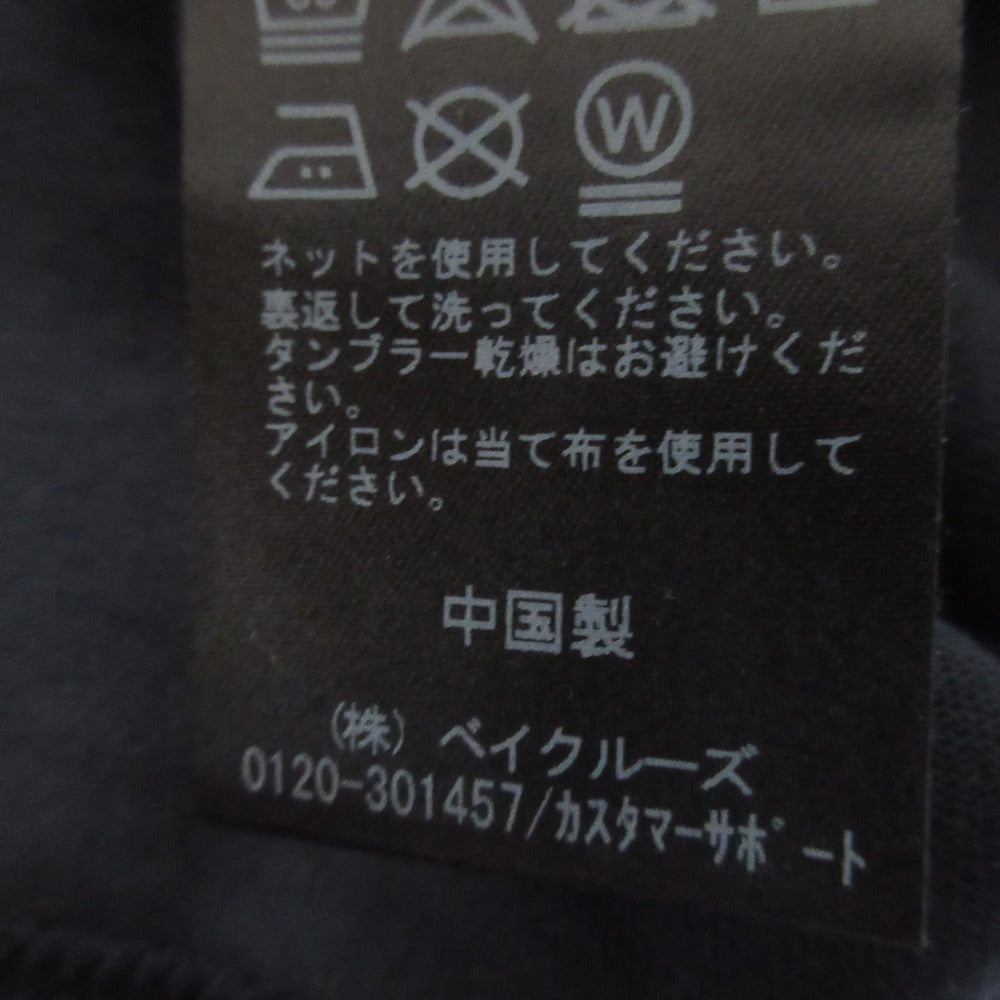 W
ネットを使用してください。
裏返して洗ってください。
タンブラー乾燥はお避けくだ
さい。
アイロンは当て布を使用して
ください。
中国製
(株) ベイクルーズ
0120-301457/カスタマーサポート